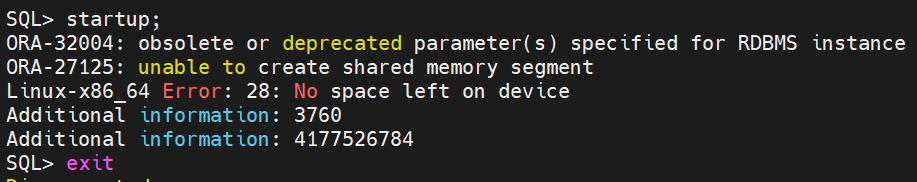 SQL> startup;
ORA-32004: obsolete or deprecated parameter(s) specified for RDBMS instance
ORA-27125: unable to create shared memory segment
Linux-x86_64 Error: 28: No space left on device
Additional information: 3760
Additional information: 4177526784
SQL> exit